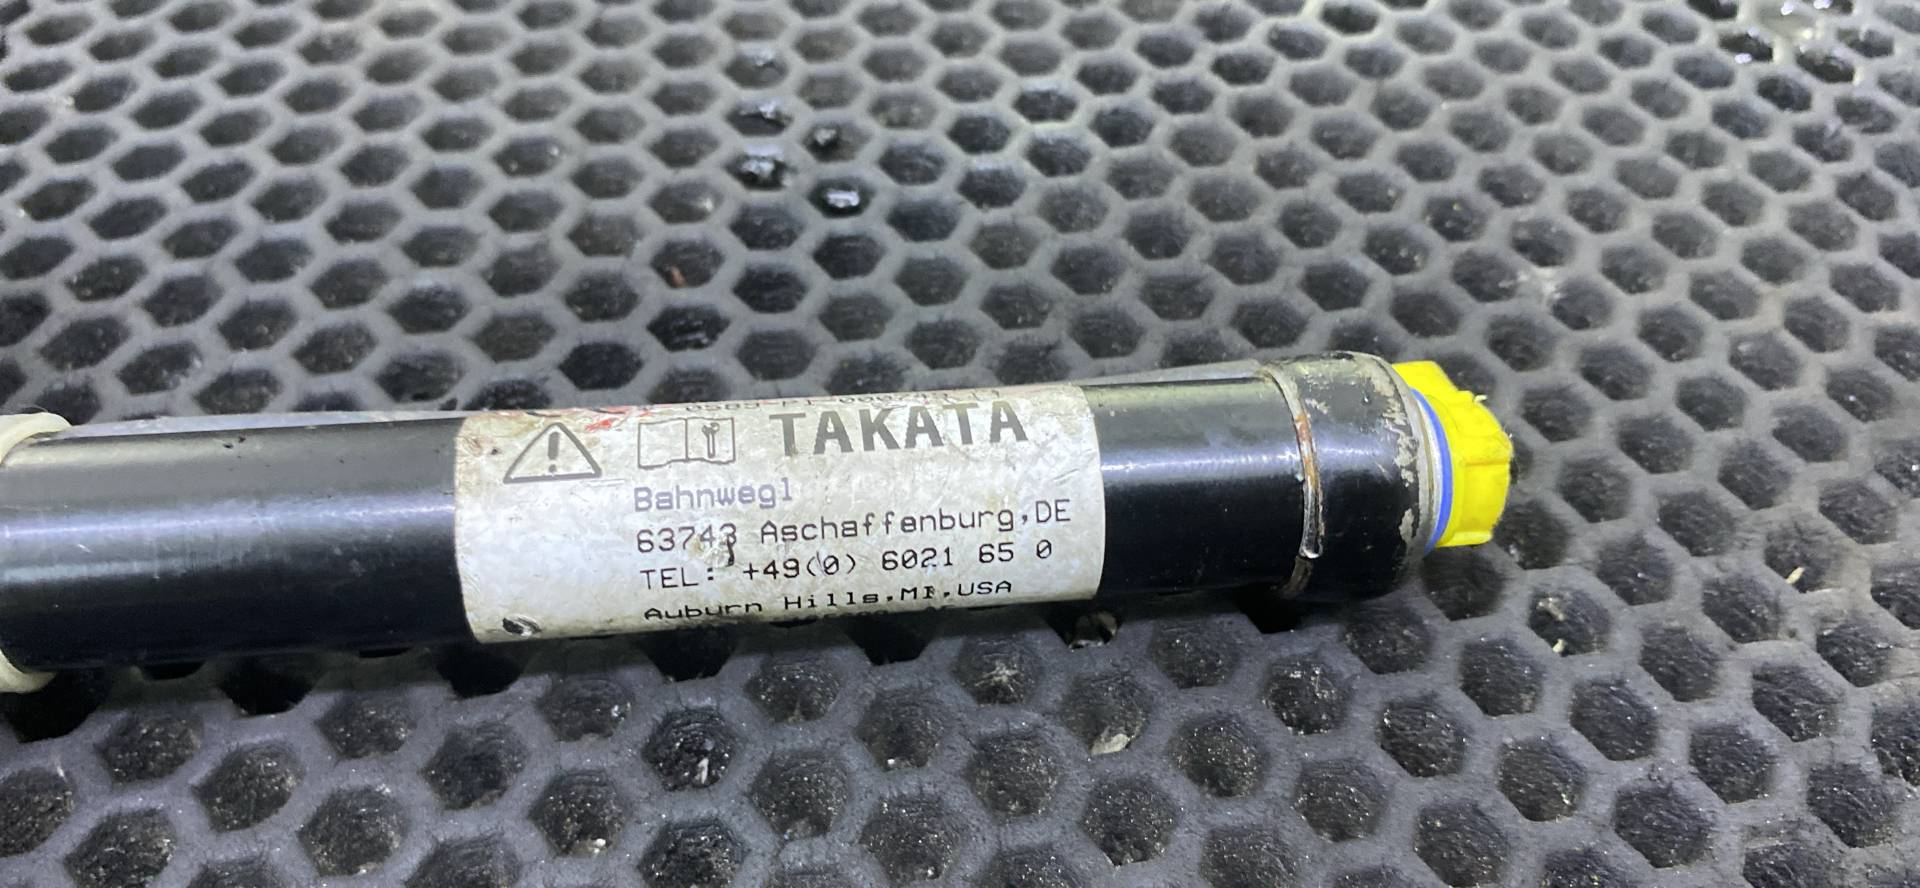 TAKATA
Bahnweg1
63743 Aschaffenburg,DE
TEL: +49(0) 6021 65 0
Auburn Hills,MI,USA